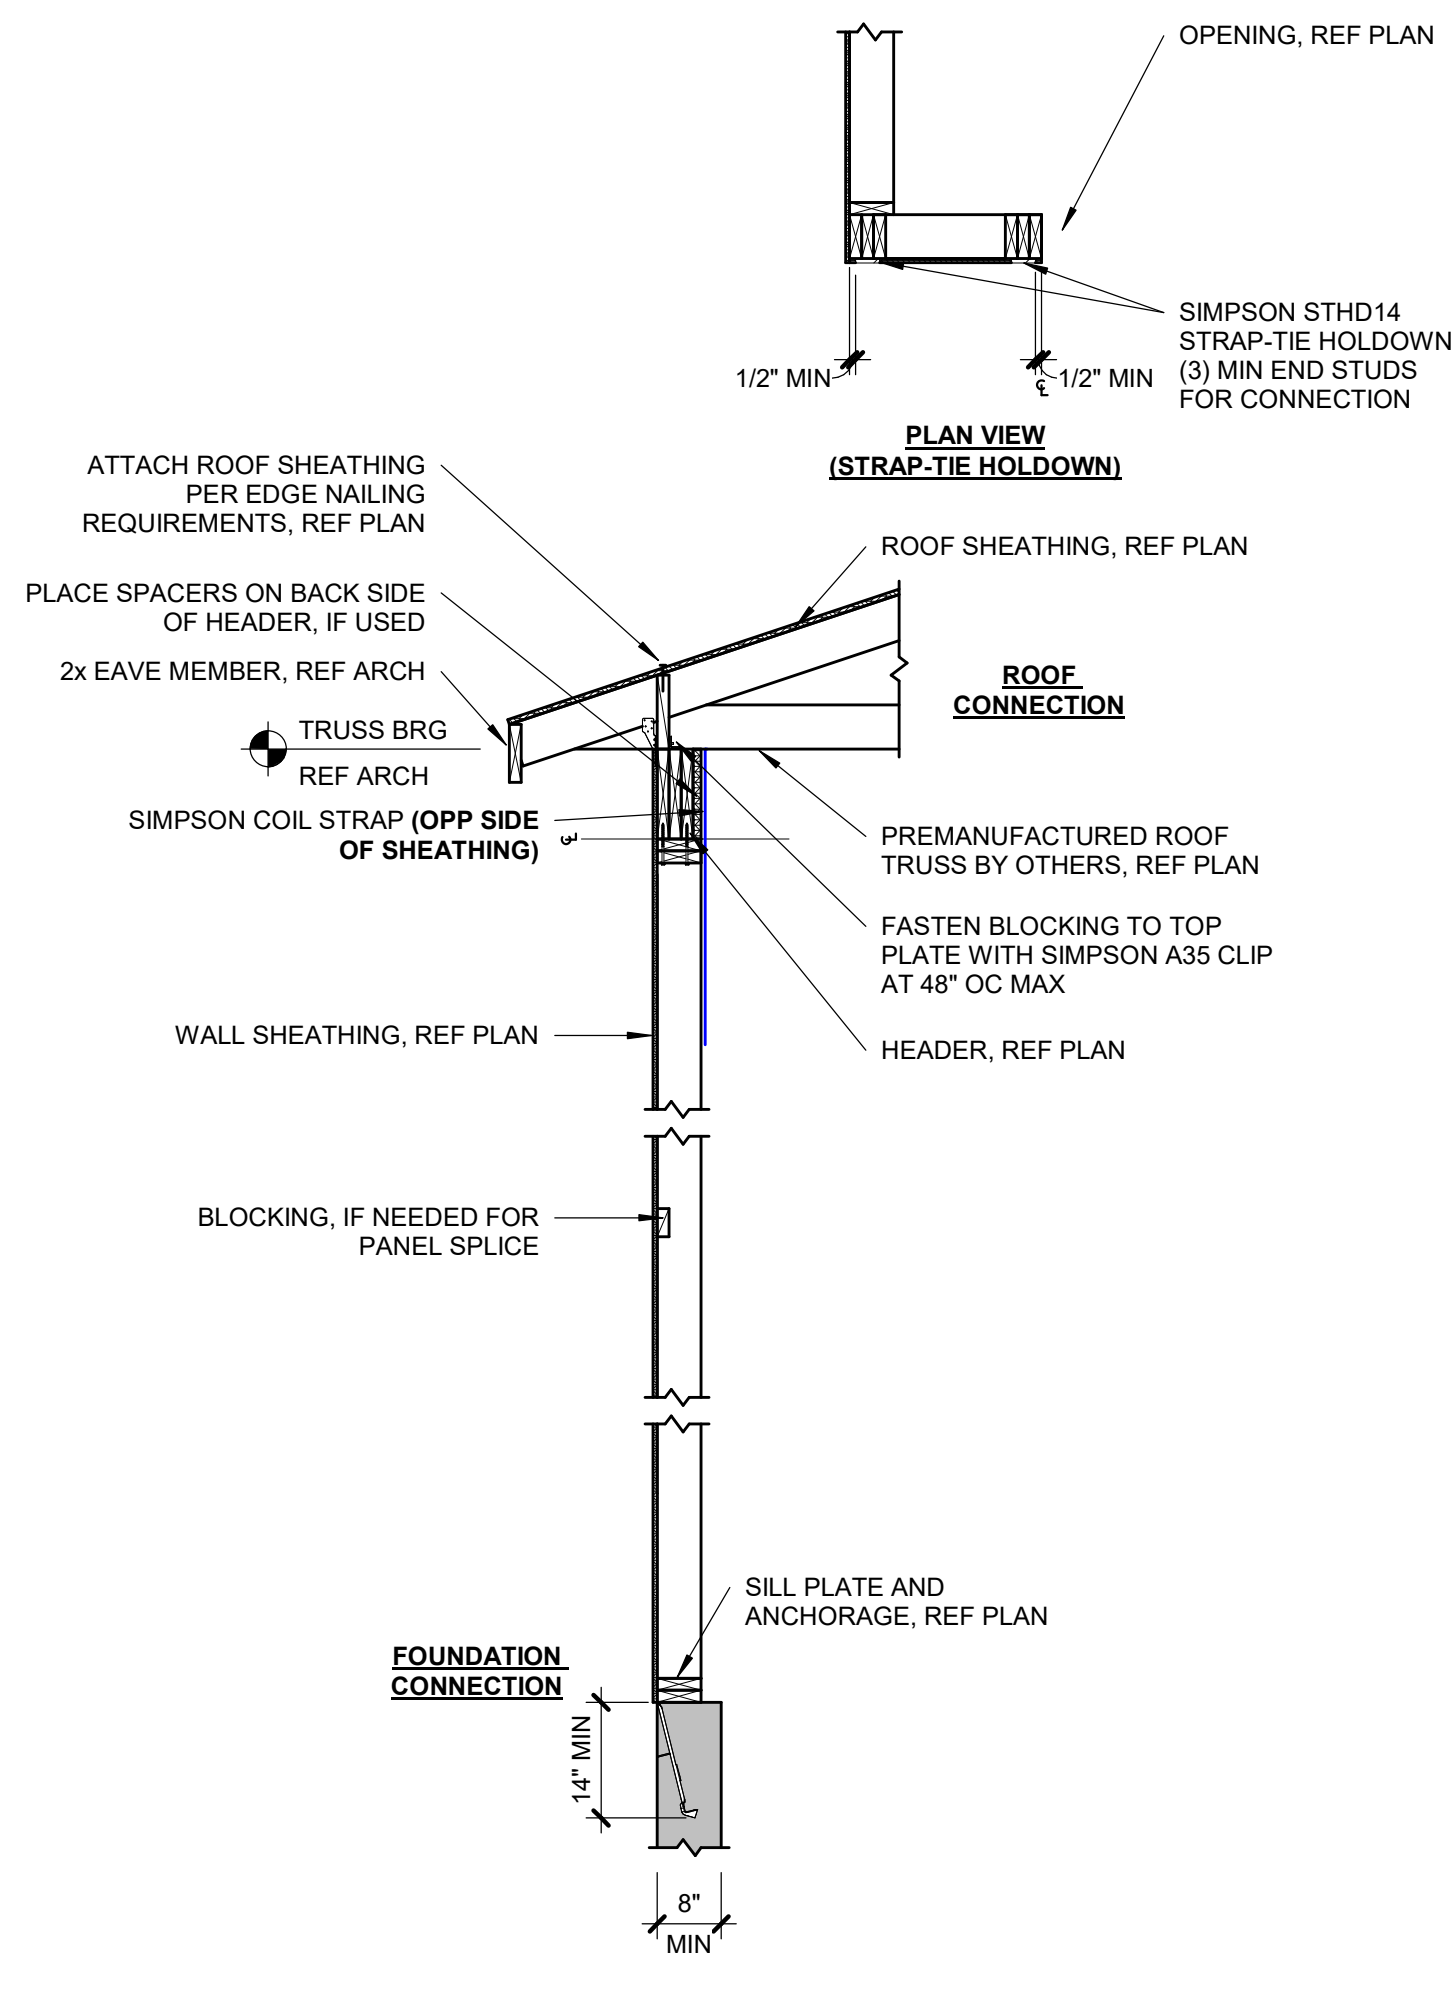 OPENING, REF PLAN
SIMPSON STHD14
STRAP-TIE HOLDOWN
(3) MIN END STUDS
FOR CONNECTION
1/2" MIN
℄ 1/2" MIN
PLAN VIEW
(STRAP-TIE HOLDOWN)
ATTACH ROOF SHEATHING
PER EDGE NAILING
REQUIREMENTS, REF PLAN
ROOF SHEATHING, REF PLAN
PLACE SPACERS ON BACK SIDE
OF HEADER, IF USED
2x EAVE MEMBER, REF ARCH
ROOF
CONNECTION
TRUSS BRG
REF ARCH
SIMPSON COIL STRAP (OPP SIDE
OF SHEATHING)
℄
PREMANUFACTURED ROOF
TRUSS BY OTHERS, REF PLAN
FASTEN BLOCKING TO TOP
PLATE WITH SIMPSON A35 CLIP
AT 48" OC MAX
WALL SHEATHING, REF PLAN
HEADER, REF PLAN
BLOCKING, IF NEEDED FOR
PANEL SPLICE
SILL PLATE AND
ANCHORAGE, REF PLAN
FOUNDATION
CONNECTION
14" MIN
8"
MIN